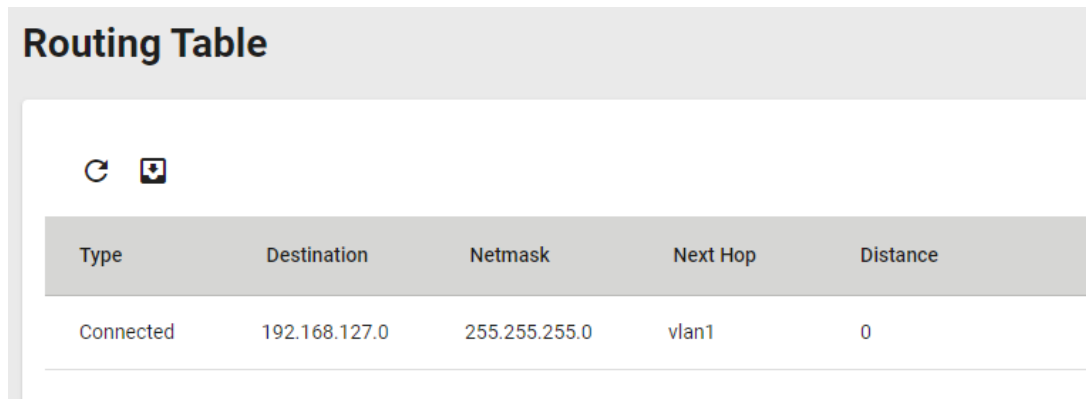 Routing Table
Type Destination Netmask Next Hop Distance
Connected 192.168.127.0 255.255.255.0 vlan1 0